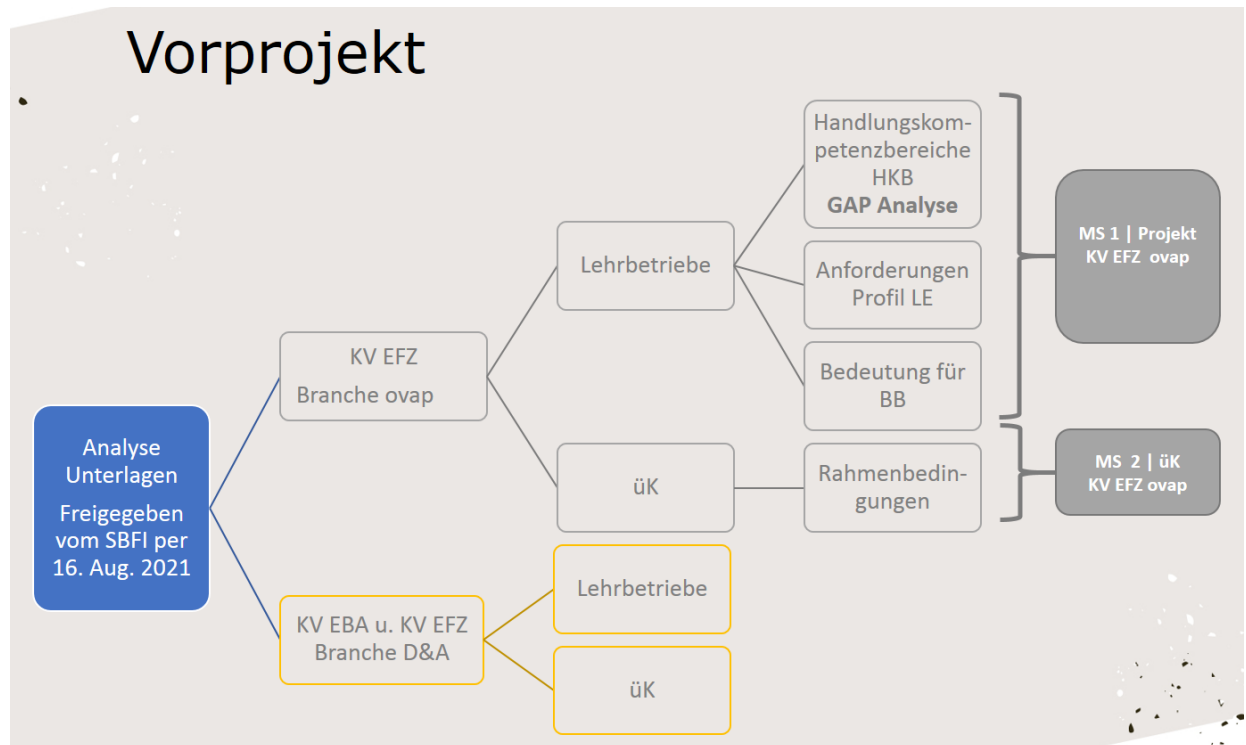 Vorprojekt
Analyse
Unterlagen
Freigegeben
vom SBFI per
16. Aug. 2021
KV EFZ
Branche ovap
KV EBA u. KV EFZ
Branche D&A
Lehrbetriebe
üK
Lehrbetriebe
üK
Handlungskom-
petenzbereiche
HKB
GAP Analyse
Anforderungen
Profil LE
Bedeutung für
BB
Rahmenbedin-
gungen
MS 1 | Projekt
KV EFZ ovap
MS 2 | üK
KV EFZ ovap